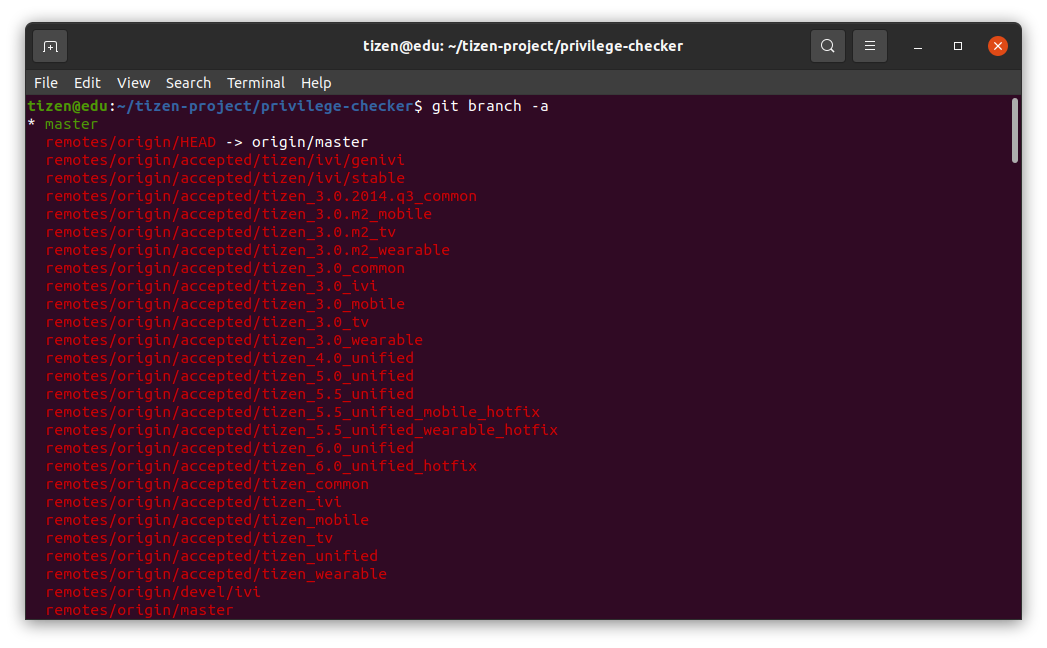 tizen@edu: ~/tizen-project/privilege-checker
File Edit View Search Terminal Help
tizen@edu:~/tizen-project/privilege-checker$ git branch -a
* master
  remotes/origin/HEAD -> origin/master
  remotes/origin/accepted/tizen/ivi/genivi
  remotes/origin/accepted/tizen/ivi/stable
  remotes/origin/accepted/tizen_3.0.2014.q3_common
  remotes/origin/accepted/tizen_3.0.m2_mobile
  remotes/origin/accepted/tizen_3.0.m2_tv
  remotes/origin/accepted/tizen_3.0.m2_wearable
  remotes/origin/accepted/tizen_3.0_common
  remotes/origin/accepted/tizen_3.0_ivi
  remotes/origin/accepted/tizen_3.0_mobile
  remotes/origin/accepted/tizen_3.0_tv
  remotes/origin/accepted/tizen_3.0_wearable
  remotes/origin/accepted/tizen_4.0_unified
  remotes/origin/accepted/tizen_5.0_unified
  remotes/origin/accepted/tizen_5.5_unified
  remotes/origin/accepted/tizen_5.5_unified_mobile_hotfix
  remotes/origin/accepted/tizen_5.5_unified_wearable_hotfix
  remotes/origin/accepted/tizen_6.0_unified
  remotes/origin/accepted/tizen_6.0_unified_hotfix
  remotes/origin/accepted/tizen_common
  remotes/origin/accepted/tizen_ivi
  remotes/origin/accepted/tizen_mobile
  remotes/origin/accepted/tizen_tv
  remotes/origin/accepted/tizen_unified
  remotes/origin/accepted/tizen_wearable
  remotes/origin/devel/ivi
  remotes/origin/master